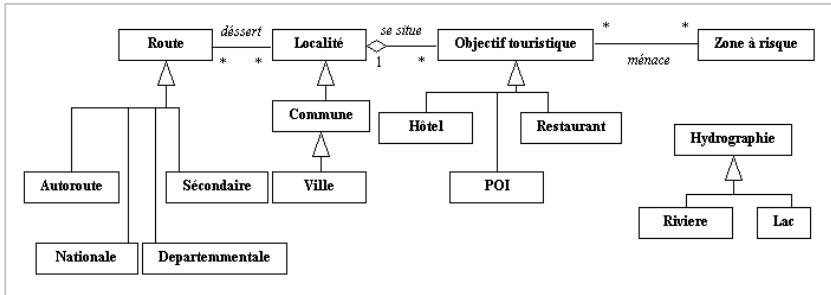 Route
déssert
* *
Localité
se situe
1 *
Objectif touristique
* *
ménace
Zone à risque
Commune
Hôtel
Restaurant
Hydrographie
Autoroute
Sécondaire
Ville
POI
Riviere
Lac
Nationale
Departemmentale